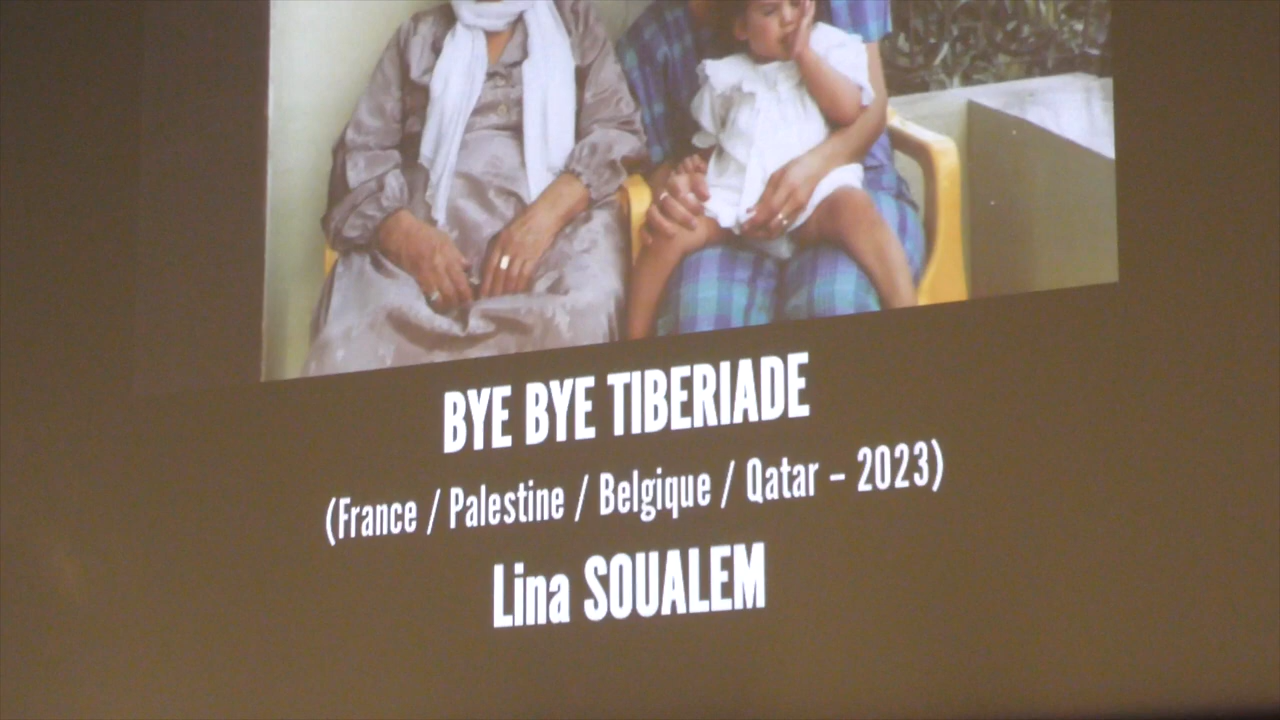 BYE BYE TIBERIADE
(France / Palestine / Belgique / Qatar – 2023)
Lina SOUALEM